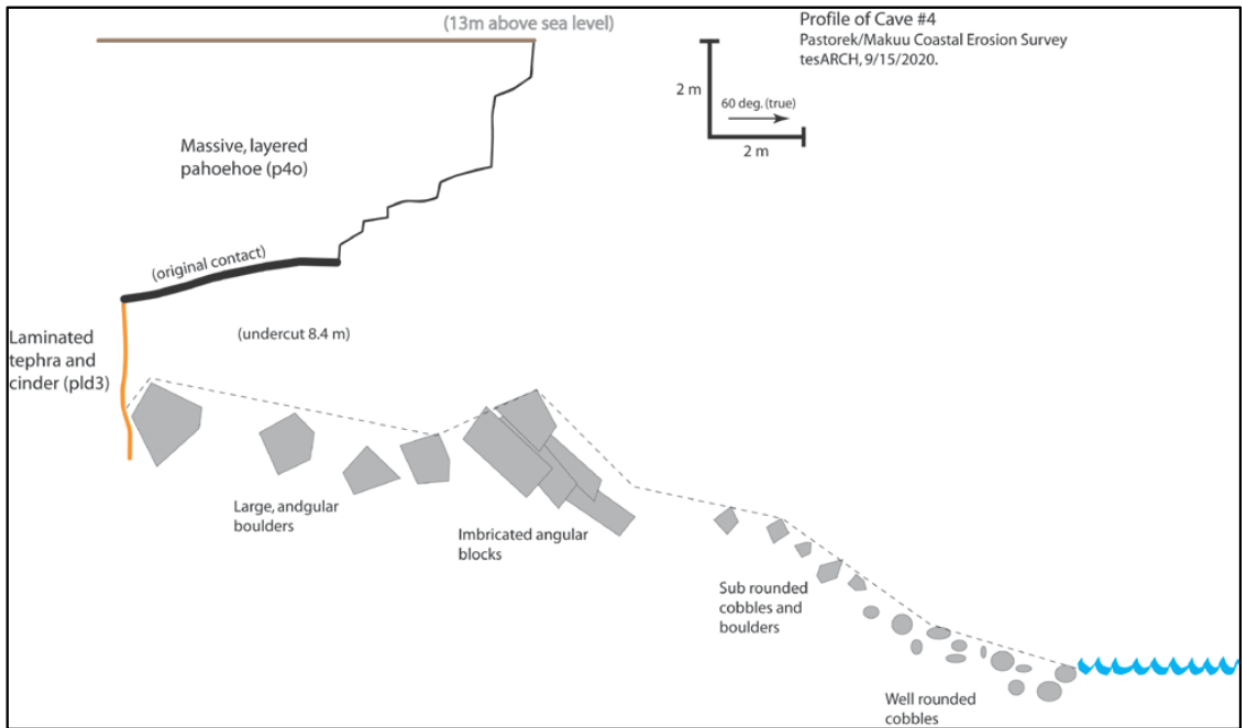 (13m above sea level)
Profile of Cave #4
Pastorek/Makuu Coastal Erosion Survey
tesARCH, 9/15/2020.
2 m
60 deg. (true)
2 m
Massive, layered
pahoehoe (p4o)
(original contact)
Laminated
tephra and
cinder (pld3)
(undercut 8.4 m)
Large, andgular
boulders
Imbricated angular
blocks
Sub rounded
cobbles and
boulders
Well rounded
cobbles